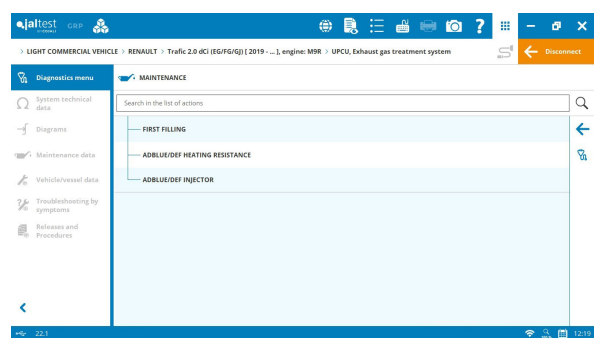 jaltest GRP
?
> LIGHT COMMERCIAL VEHICLE > RENAULT > Trafic 2.0 dCi (EG/FG/JG) [ 2019 - ... ), engine: M9R > UPCU, Exhaust gas treatment system
Disconnect
Diagnostics menu
MAINTENANCE
System technical
data
Search in the list of actions
Diagrams
FIRST FILLING
Maintenance data
ADBLUE/DEF HEATING RESISTANCE
Vehicle/vessel data
ADBLUE/DEF INJECTOR
Troubleshooting by
symptoms
Releases and
Procedures
22.1
12:19